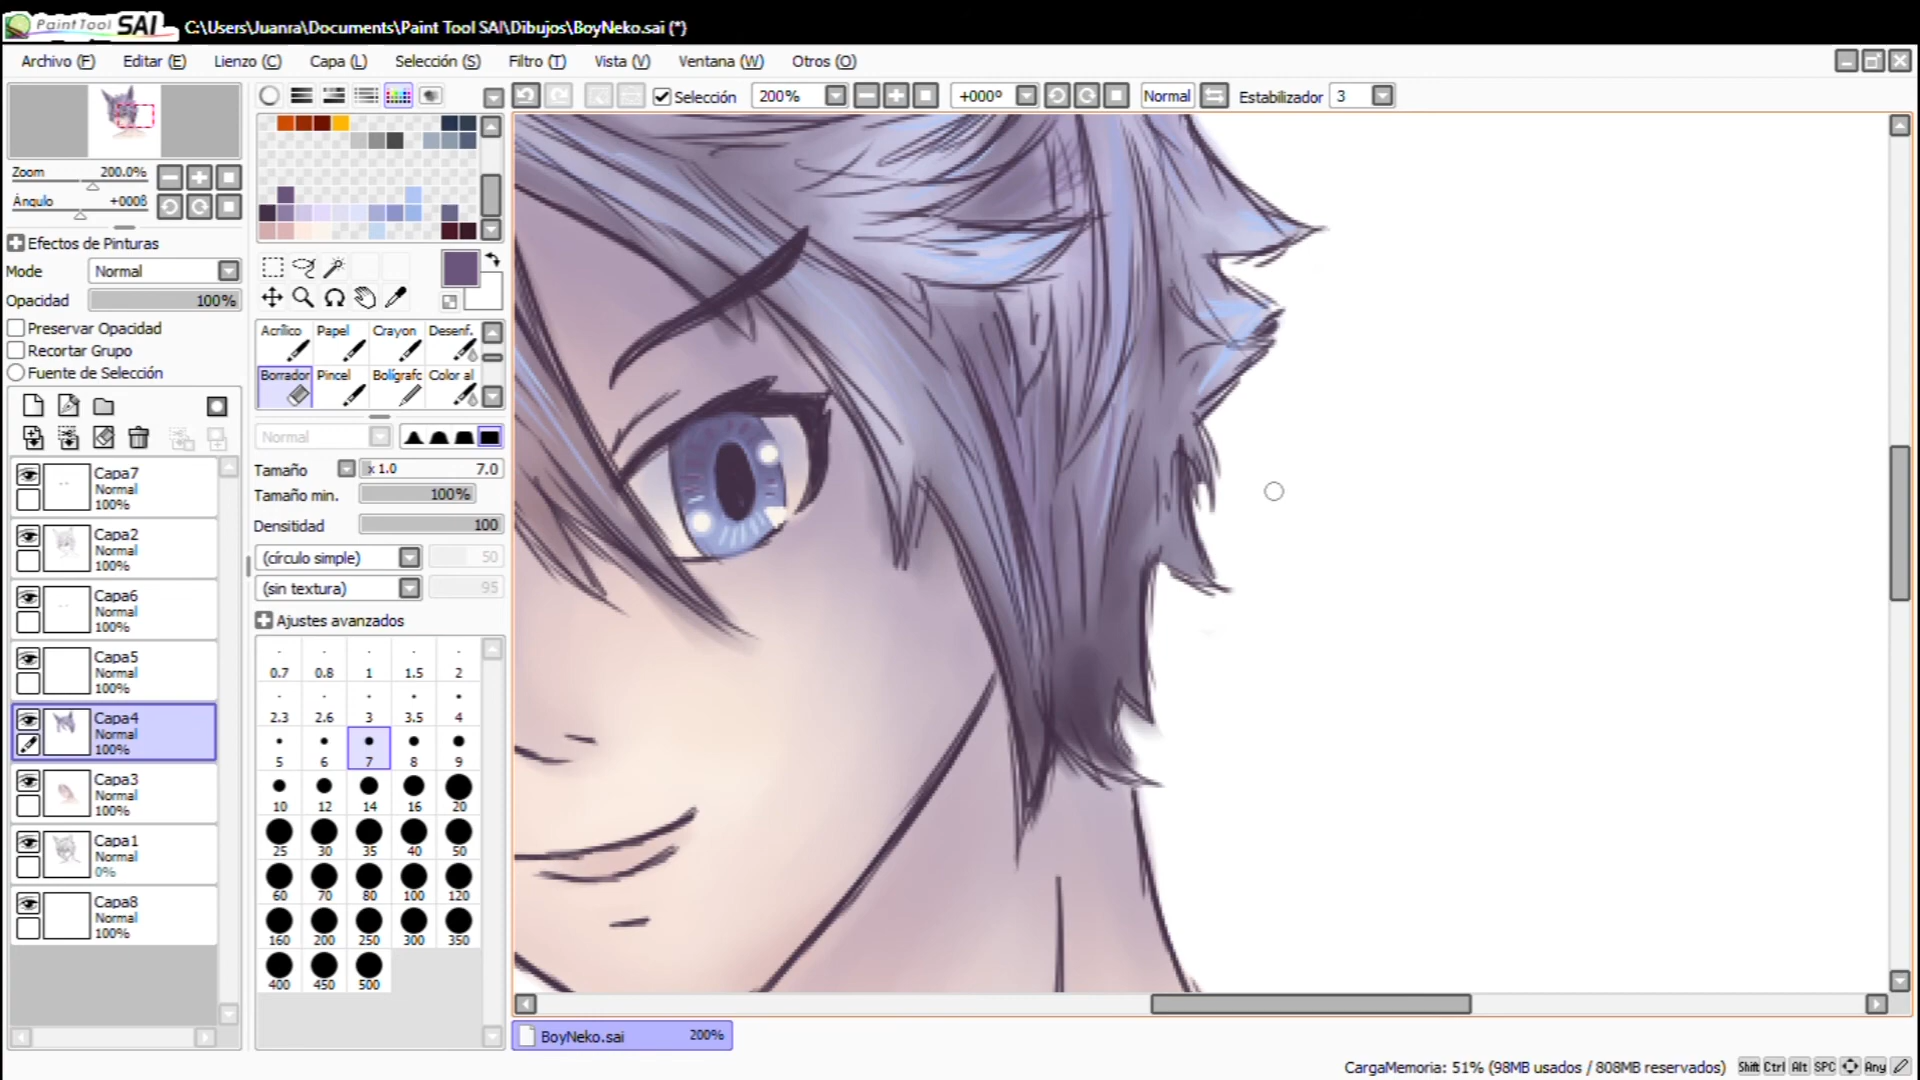 PaintTool SAI C:\Users\Juanra\Documents\Paint Tool SAI\Dibujos\BoyNeko.sai (*)
Archivo (F) Editar (E) Lienzo (C) Capa (L) Selección (S) Filtro (T) Vista (V) Ventana (W) Otros (O)
Selección 200% +000º Normal Estabilizador 3
Zoom 200.0%
Ángulo +000ß
Efectos de Pinturas
Mode Normal
Opacidad 100%
Preservar Opacidad
Recortar Grupo
Fuente de Selección
Capa7
Normal
100%
Capa2
Normal
100%
Capa6
Normal
100%
Capa5
Normal
100%
Capa4
Normal
100%
Capa3
Normal
100%
Capa1
Normal
0%
Capa8
Normal
100%
Acrílico Papel Crayon Desenf.
Borrador Pincel Bolígrafc Color al
Normal
Tamaño x 1.0 7.0
Tamaño min. 100%
Densitidad 100
(círculo simple) 50
(sin textura) 95
Ajustes avanzados
0.7 0.8 1 1.5 2
2.3 2.6 3 3.5 4
5 6 7 8 9
10 12 14 16 20
25 30 35 40 50
60 70 80 100 120
160 200 250 300 350
400 450 500
BoyNeko.sai 200%
CargaMemoria: 51% (98MB usados / 808MB reservados) Shift Ctrl Alt SPC Any